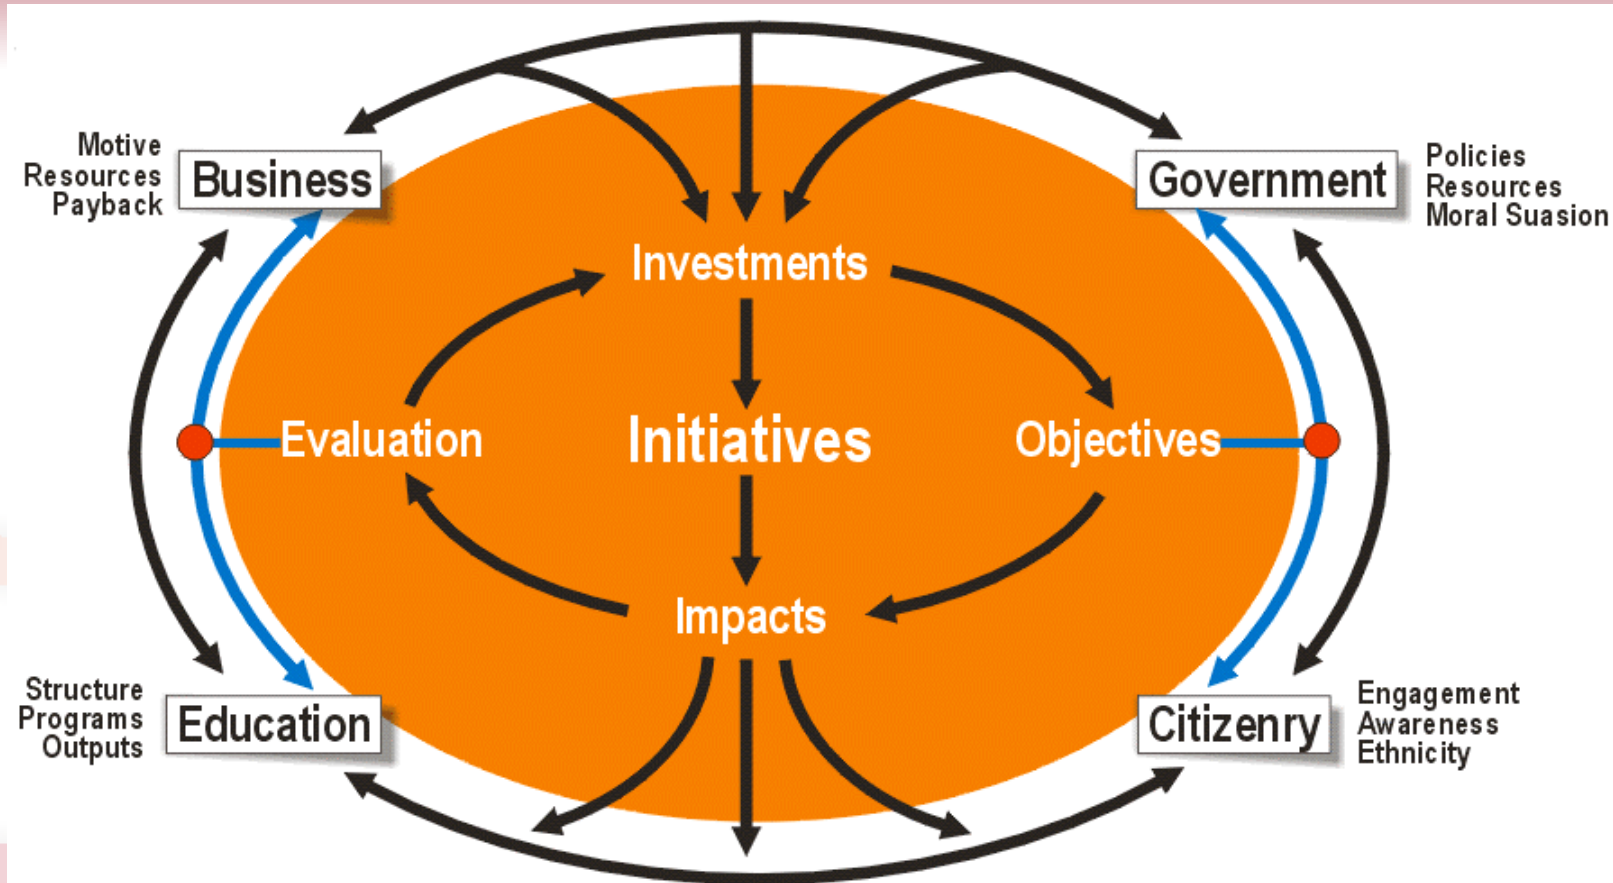 Motive
Resources
Payback
Business
Government
Policies
Resources
Moral Suasion
Investments
Evaluation
Initiatives
Objectives
Impacts
Structure
Programs
Outputs
Education
Citizenry
Engagement
Awareness
Ethnicity